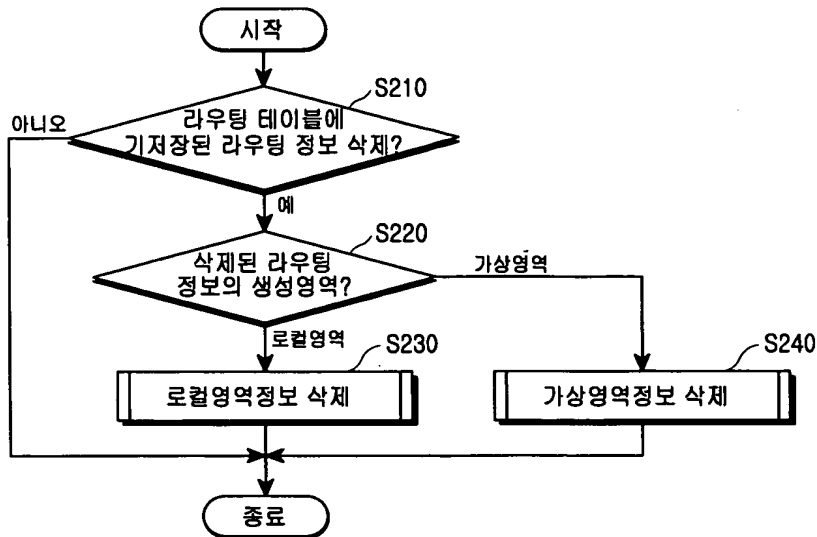 시작
S210
아니오
라우팅 테이블에
기저장된 라우팅 정보 삭제?
예
S220
삭제된 라우팅
정보의 생성영역?
가상영역
로컬영역
S230
S240
로컬영역정보 삭제
가상영역정보 삭제
종료